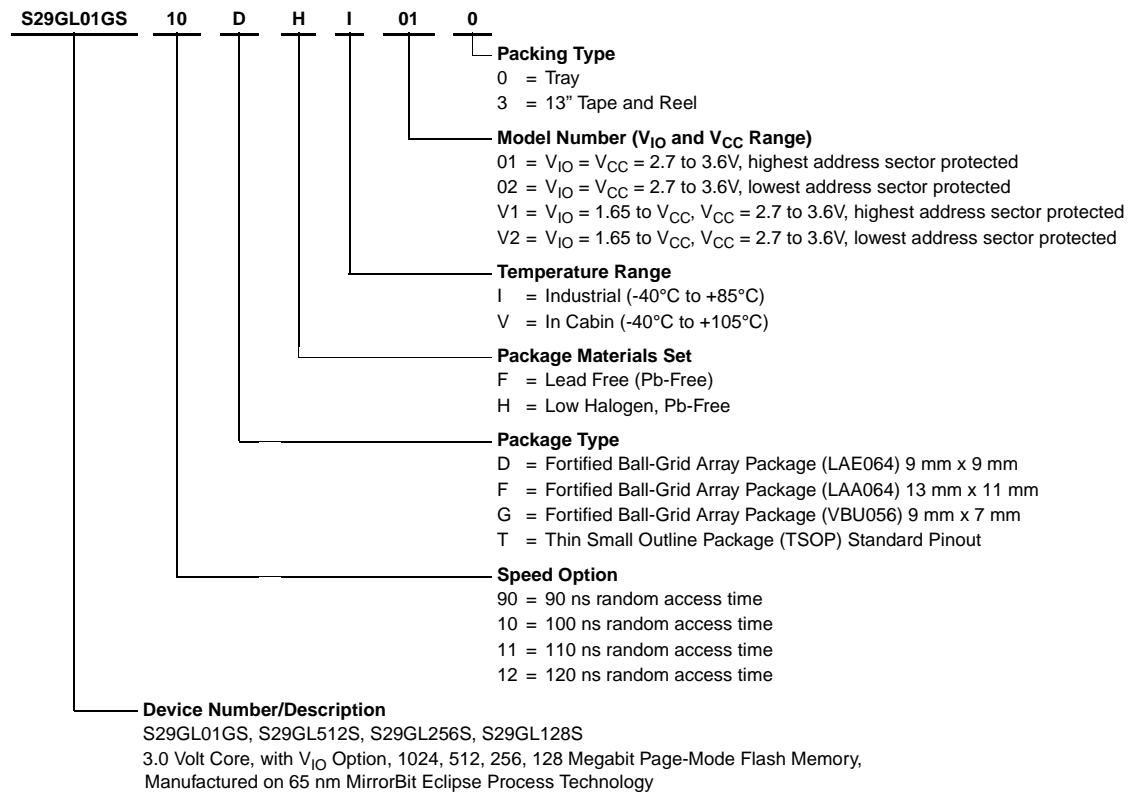 S29GL01GS 10 D H I 01 0
Packing Type
0 = Tray
3 = 13" Tape and Reel
Model Number (VIO and VCC Range)
01 = VIO = VCC = 2.7 to 3.6V, highest address sector protected
02 = VIO = VCC = 2.7 to 3.6V, lowest address sector protected
V1 = VIO = 1.65 to VCC, VCC = 2.7 to 3.6V, highest address sector protected
V2 = VIO = 1.65 to VCC, VCC = 2.7 to 3.6V, lowest address sector protected
Temperature Range
I = Industrial (-40°C to +85°C)
V = In Cabin (-40°C to +105°C)
Package Materials Set
F = Lead Free (Pb-Free)
H = Low Halogen, Pb-Free
Package Type
D = Fortified Ball-Grid Array Package (LAE064) 9 mm x 9 mm
F = Fortified Ball-Grid Array Package (LAA064) 13 mm x 11 mm
G = Fortified Ball-Grid Array Package (VBU056) 9 mm x 7 mm
T = Thin Small Outline Package (TSOP) Standard Pinout
Speed Option
90 = 90 ns random access time
10 = 100 ns random access time
11 = 110 ns random access time
12 = 120 ns random access time
Device Number/Description
S29GL01GS, S29GL512S, S29GL256S, S29GL128S
3.0 Volt Core, with VIO Option, 1024, 512, 256, 128 Megabit Page-Mode Flash Memory,
Manufactured on 65 nm MirrorBit Eclipse Process Technology